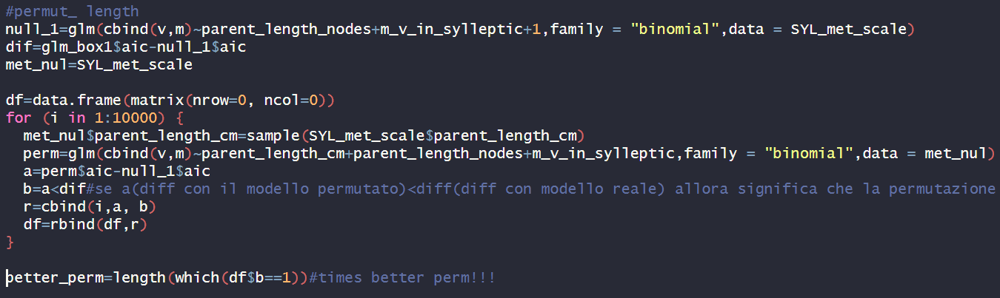 #permut_ length
null_1=glm(cbind(v,m)~parent_length_nodes+m_v_in_sylleptic+1,family = "binomial",data = SYL_met_scale)
dif=glm_box1$aic-null_1$aic
met_nul=SYL_met_scale
df=data.frame(matrix(nrow=0, ncol=0))
for (i in 1:10000) {
met_nul$parent_length_cm=sample(SYL_met_scale$parent_length_cm)
perm=glm(cbind(v,m)~parent_length_cm+parent_length_nodes+m_v_in_sylleptic,family = "binomial",data = met_nul)
a=perm$aic-null_1$aic
b=a<dif#se a(diff con il modello permutato)<diff(diff con modello reale) allora significa che la permutazione
r=cbind(i,a, b)
df=rbind(df,r)
}
better_perm=length(which(df$b==1))#times better perm!!!